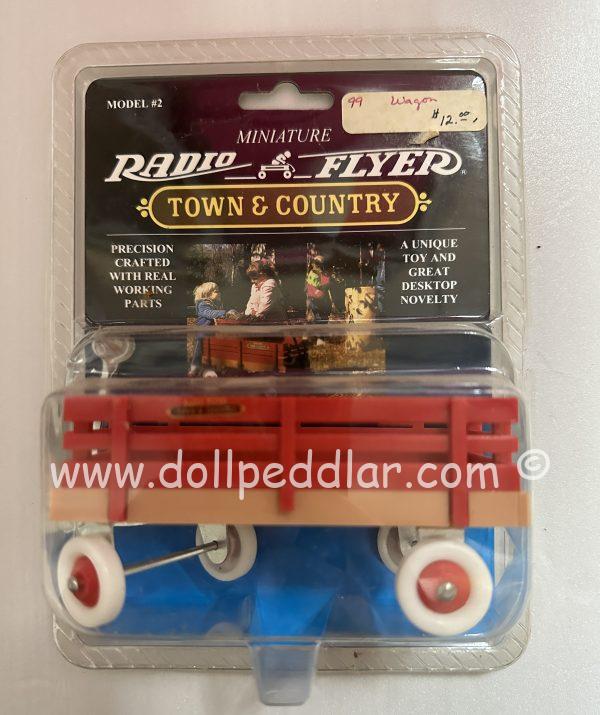 MODEL #2
99 Wagon
$12.00
MINIATURE
RADIO FLYER®
TOWN & COUNTRY
PRECISION
CRAFTED
WITH REAL
WORKING
PARTS
A UNIQUE
TOY AND
GREAT
DESKTOP
NOVELTY
www.dollpeddlar.com ©